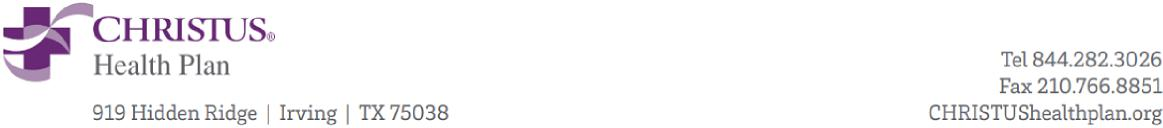 CHRISTUS®
Health Plan
Tel 844.282.3026
Fax 210.766.8851
919 Hidden Ridge | Irving | TX 75038
CHRISTUShealthplan.org